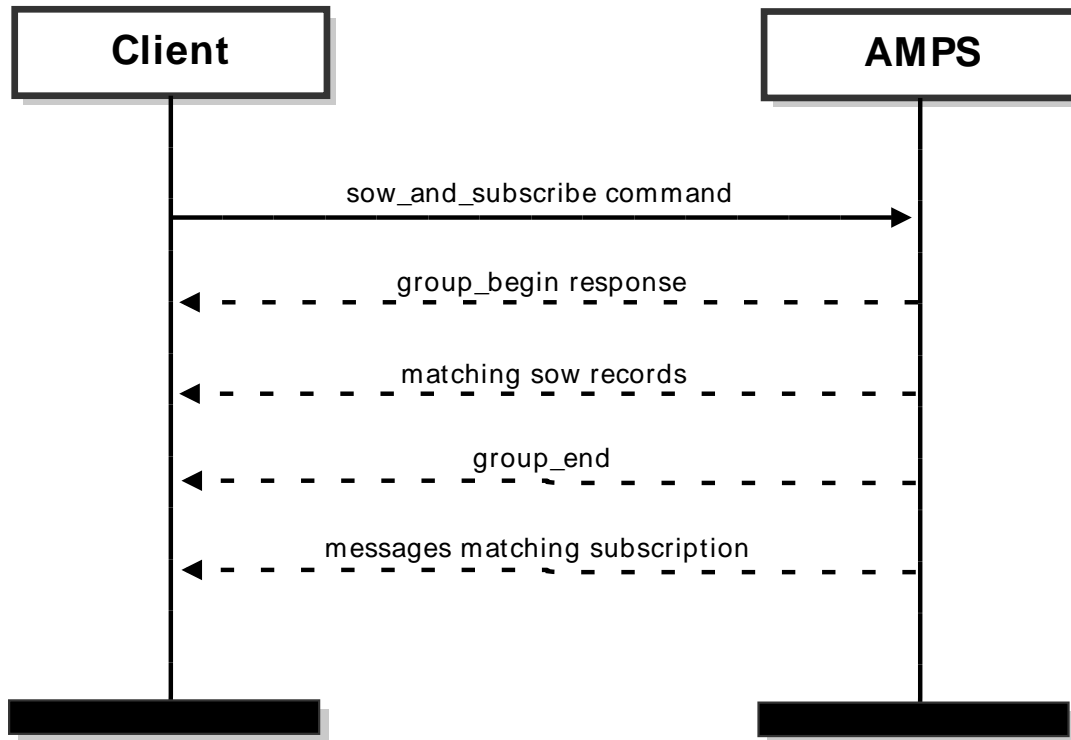 Client
AMPS
sow_and_subscribe command
group_begin response
matching sow records
group_end
messages matching subscription